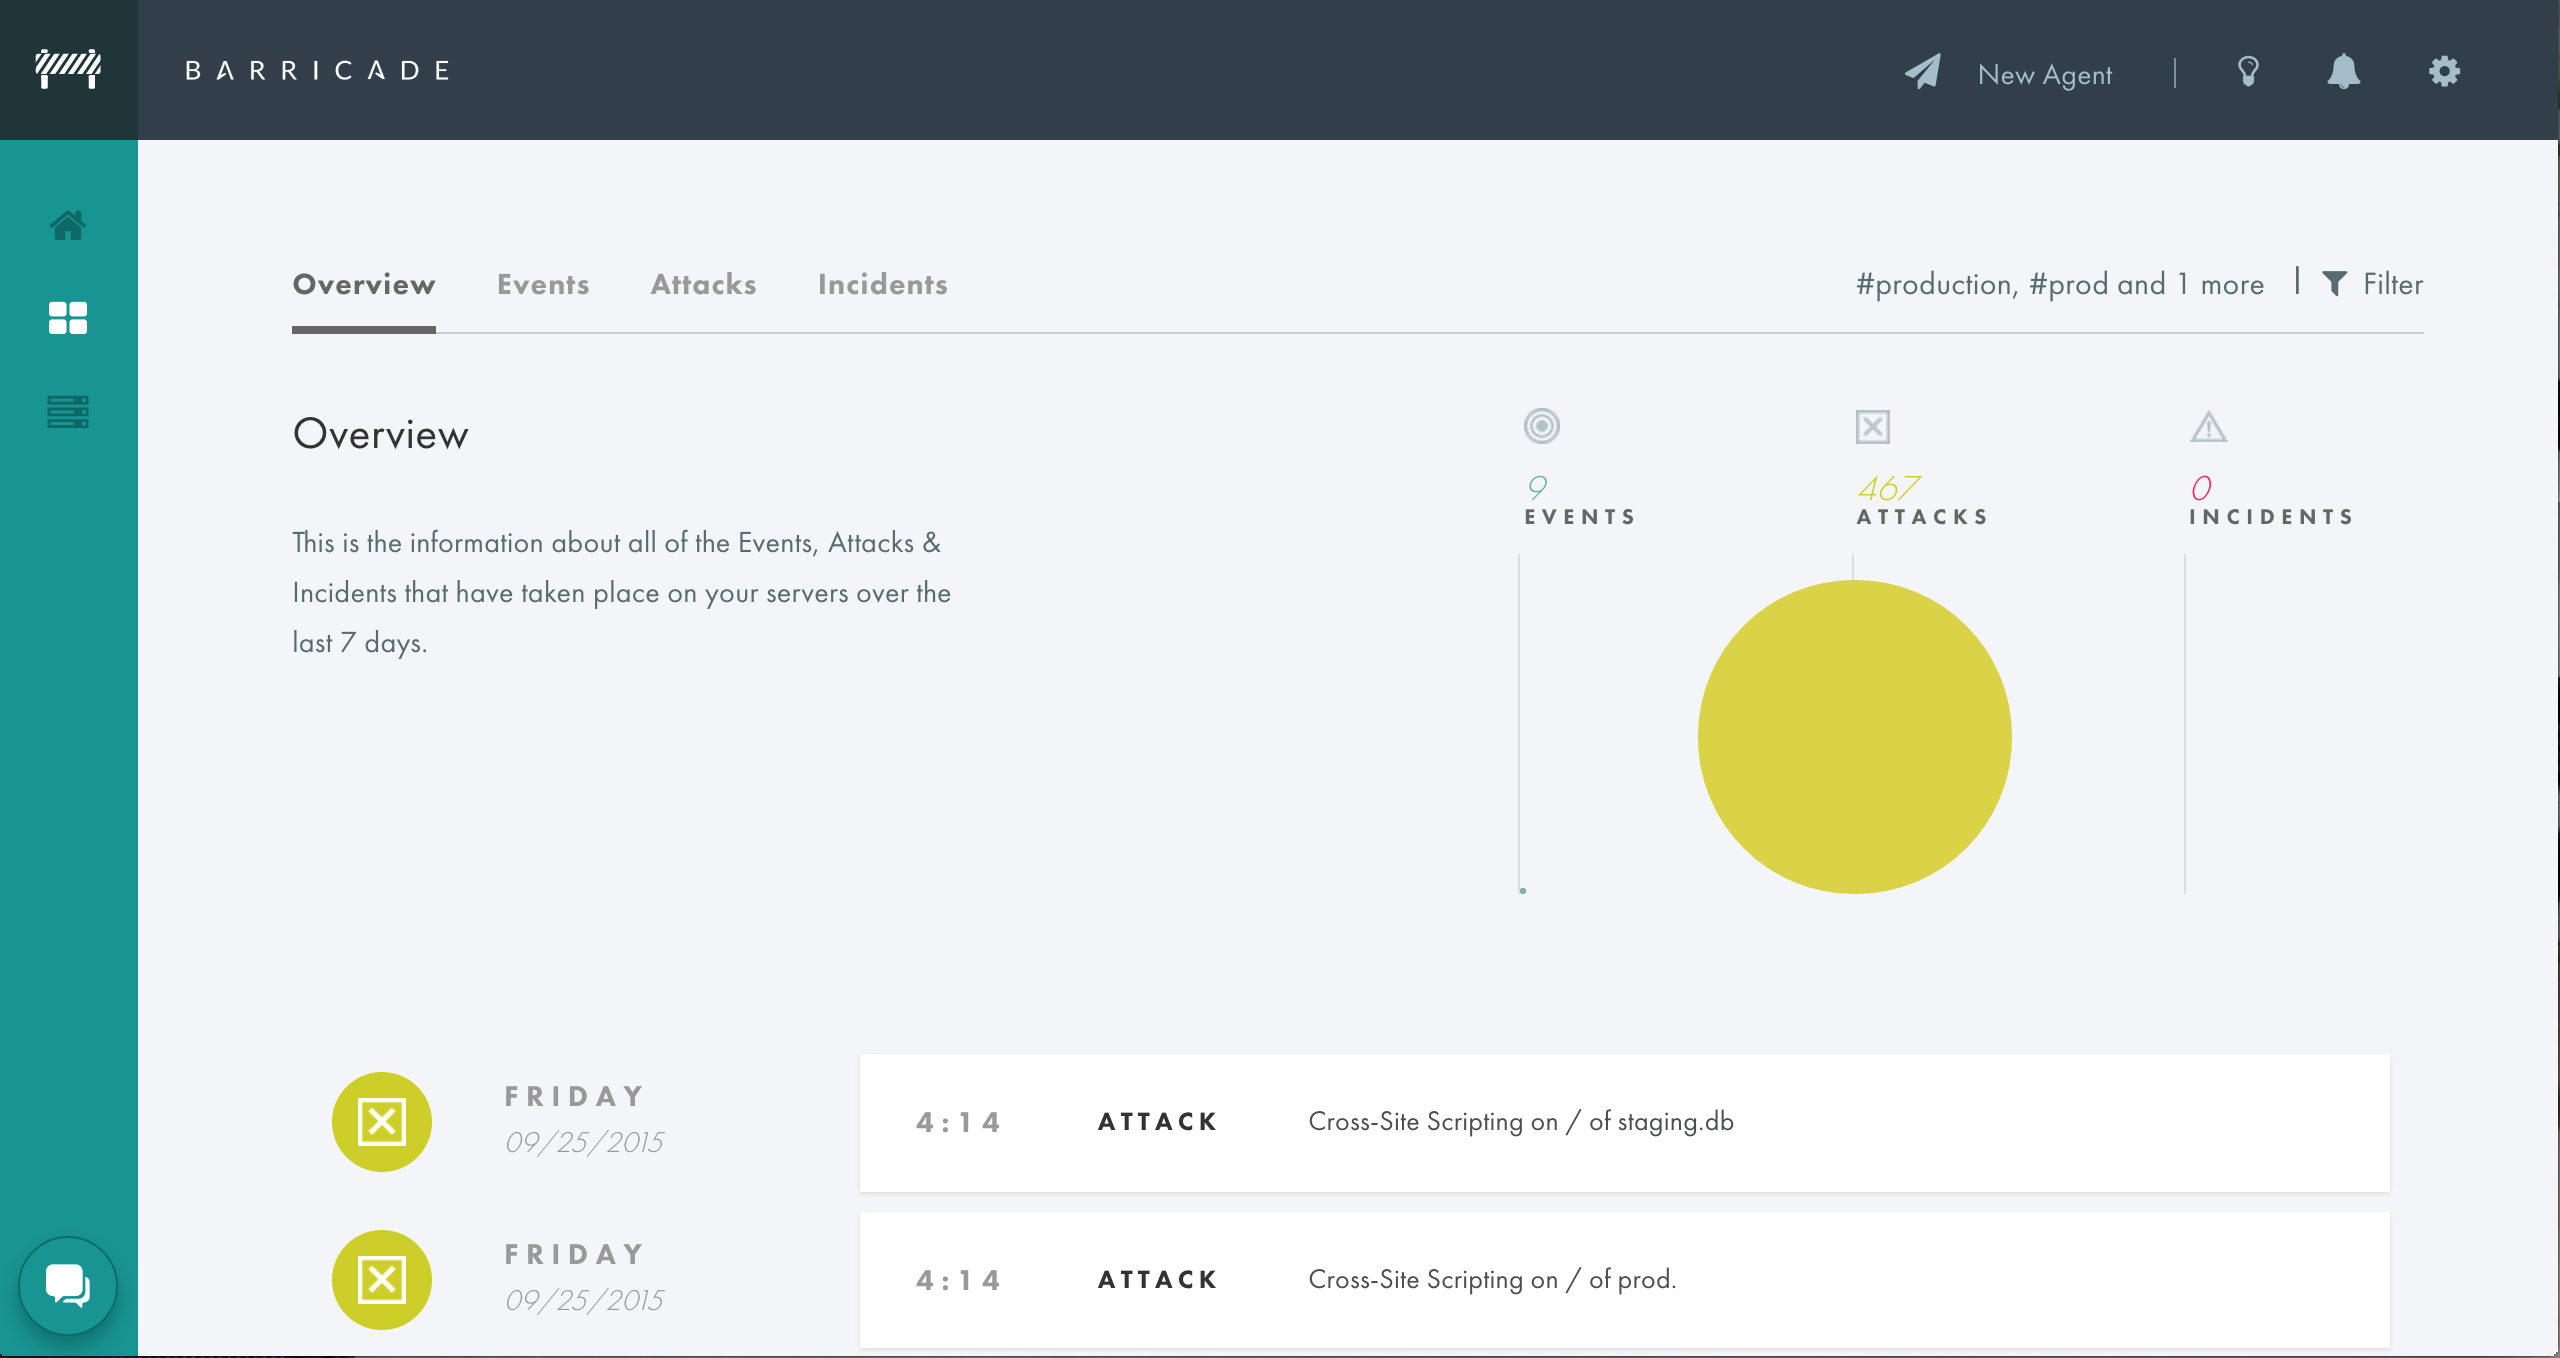 BARRICADE
New Agent
Overview Events Attacks Incidents
#production, #prod and 1 more | Filter
Overview
This is the information about all of the Events, Attacks &
Incidents that have taken place on your servers over the
last 7 days.
9
EVENTS
467
ATTACKS
0
INCIDENTS
FRIDAY
09/25/2015
4:14 ATTACK Cross-Site Scripting on / of staging.db
FRIDAY
09/25/2015
4:14 ATTACK Cross-Site Scripting on / of prod.